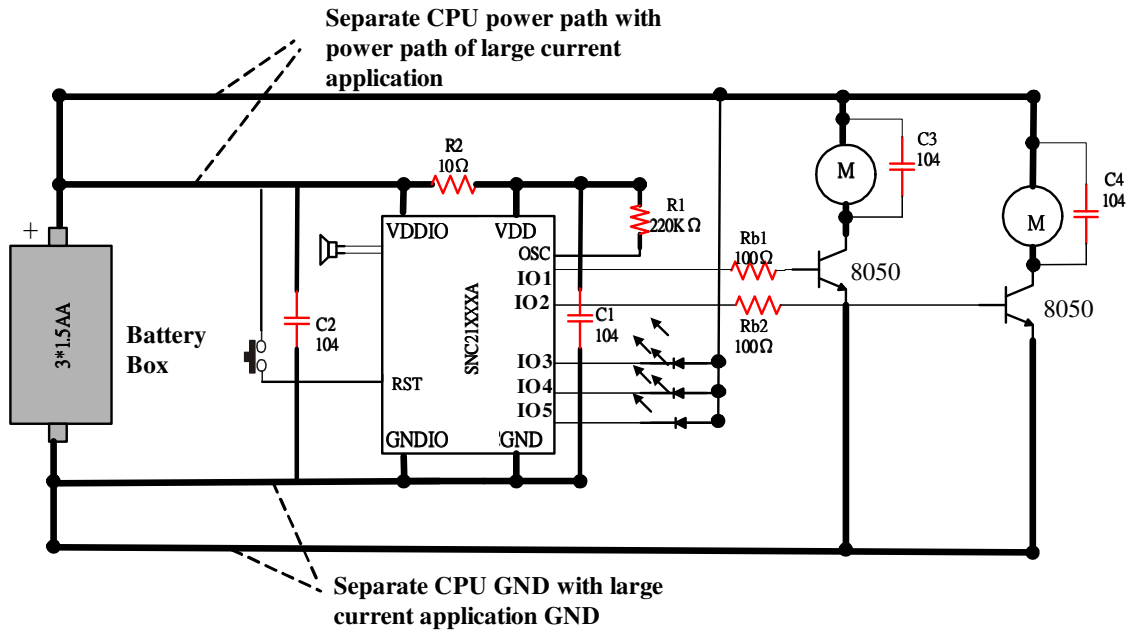 Separate CPU power path with
power path of large current
application
R2
10Ω
C3
104
C4
104
M
M
+
3*1.5AA
Battery
Box
VDDIO
VDD
OSC
R1
220KΩ
IO1
IO2
Rb1
100Ω
8050
Rb2
100Ω
8050
C2
104
SNC21XXXA
C1
104
RST
IO3
IO4
IO5
GNDIO
GND
Separate CPU GND with large
current application GND